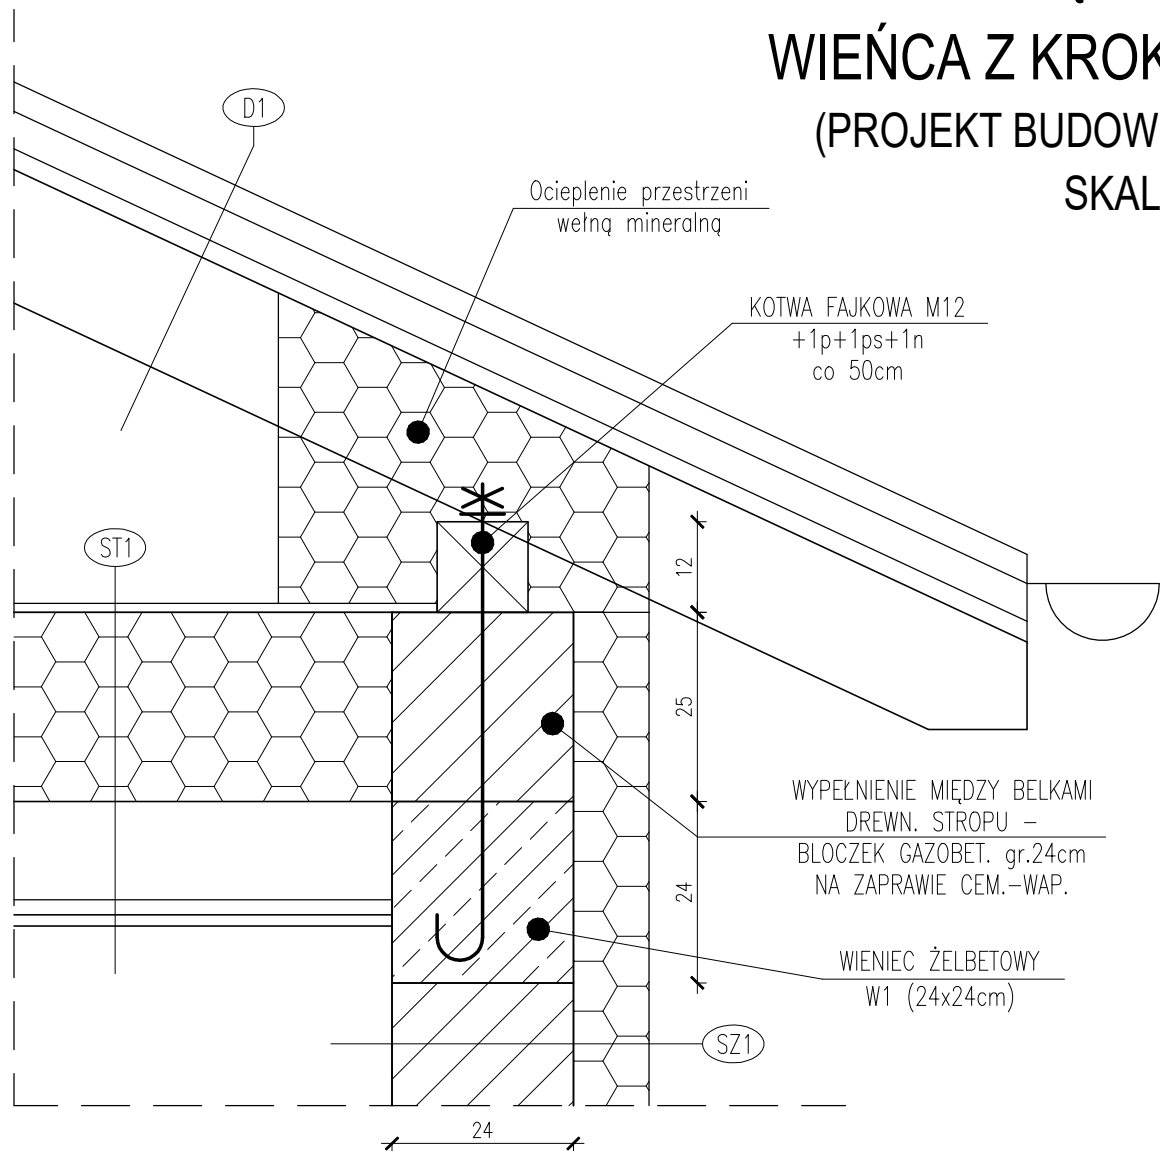 WIEŃCA Z KROK
(PROJEKT BUDOW
SKAL
D1
Ocieplenie przestrzeni
wełną mineralną
KOTWA FAJKOWA M12
+1p+1ps+1n
co 50cm
ST1
12
25
WYPEŁNIENIE MIĘDZY BELKAMI
DREWN. STROPU –
BLOCZEK GAZOBET. gr.24cm
NA ZAPRAWIE CEM.–WAP.
24
WIENIEC ŻELBETOWY
W1 (24x24cm)
SZ1
24